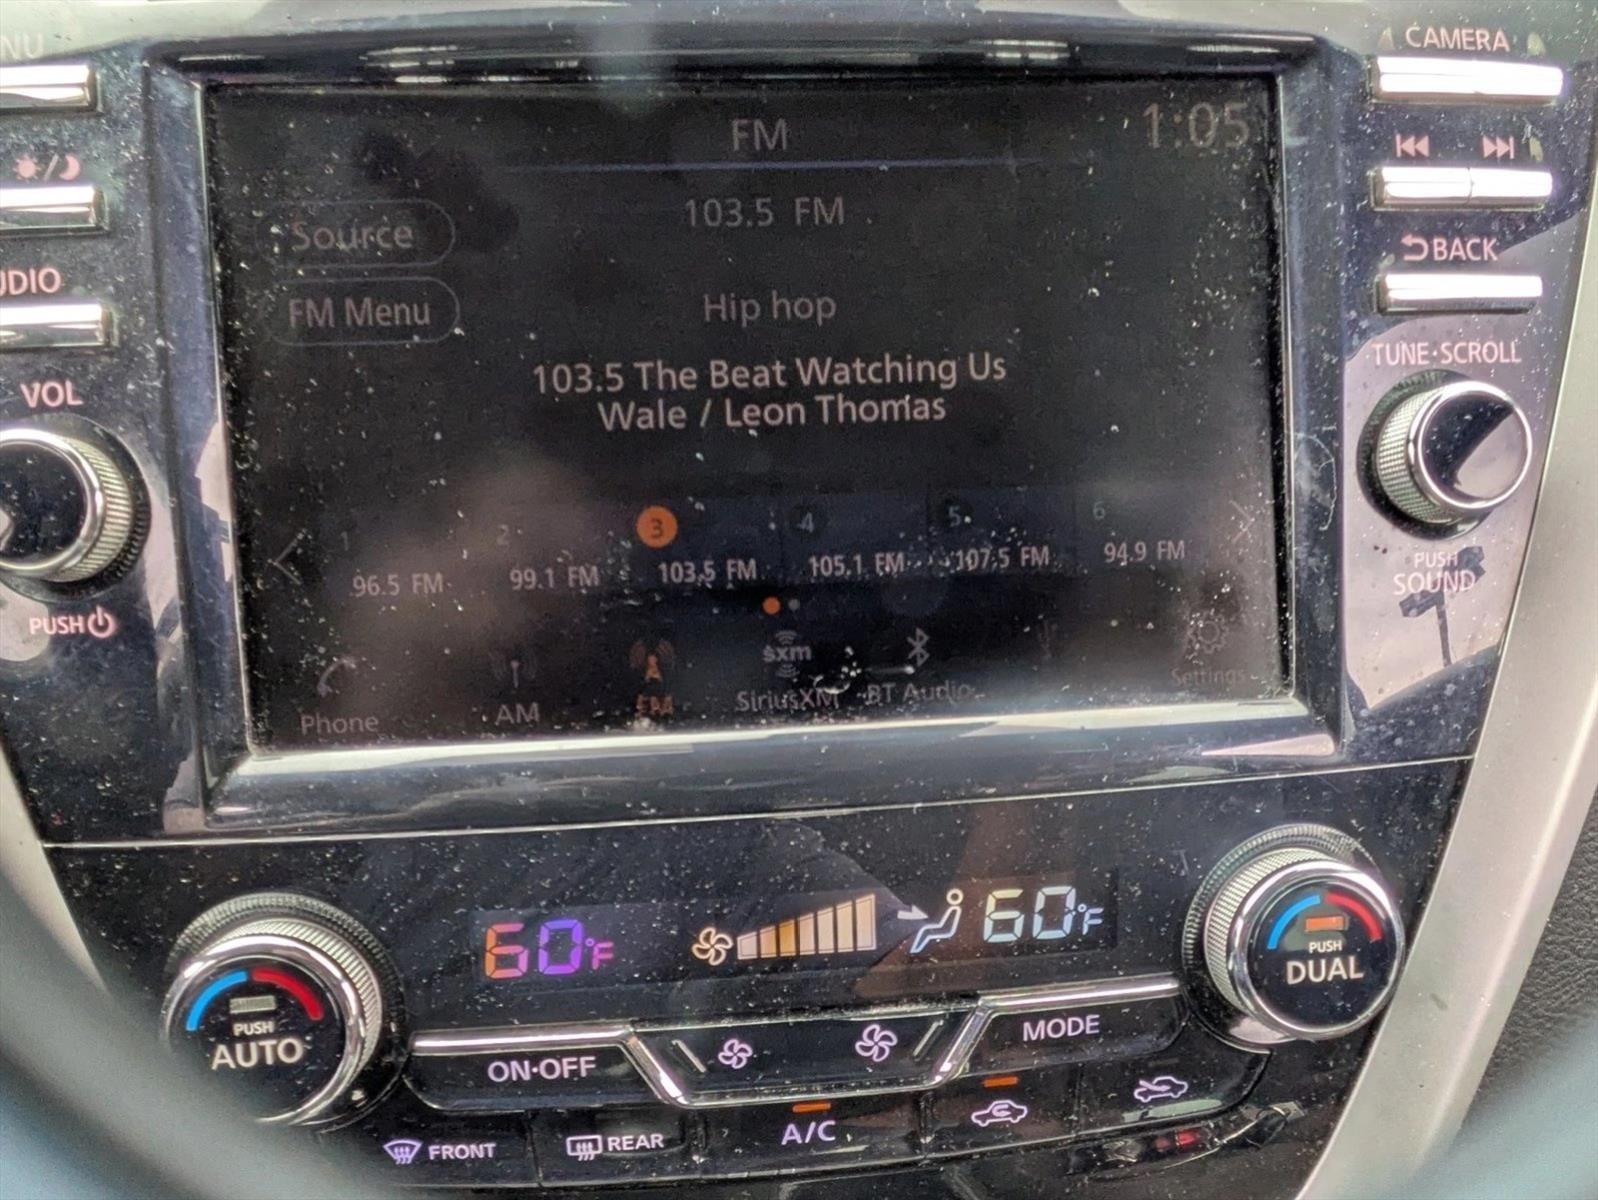 NU
CAMERA
FM
1:05
103.5 FM
Source
BACK
UDIO
FM Menu
Hip hop
TUNE·SCROLL
103.5 The Beat Watching Us
VOL
Wale / Leon Thomas
1 2 3 4 5 6
96.5 FM 99.1 FM 103.5 FM 105.1 FM 107.5 FM 94.9 FM
PUSH
SOUND
PUSH
sxm
Phone AM FM SiriusXM BT Audio Settings
60°F 60°F
PUSH
DUAL
PUSH
AUTO
ON·OFF
MODE
FRONT
REAR
A/C